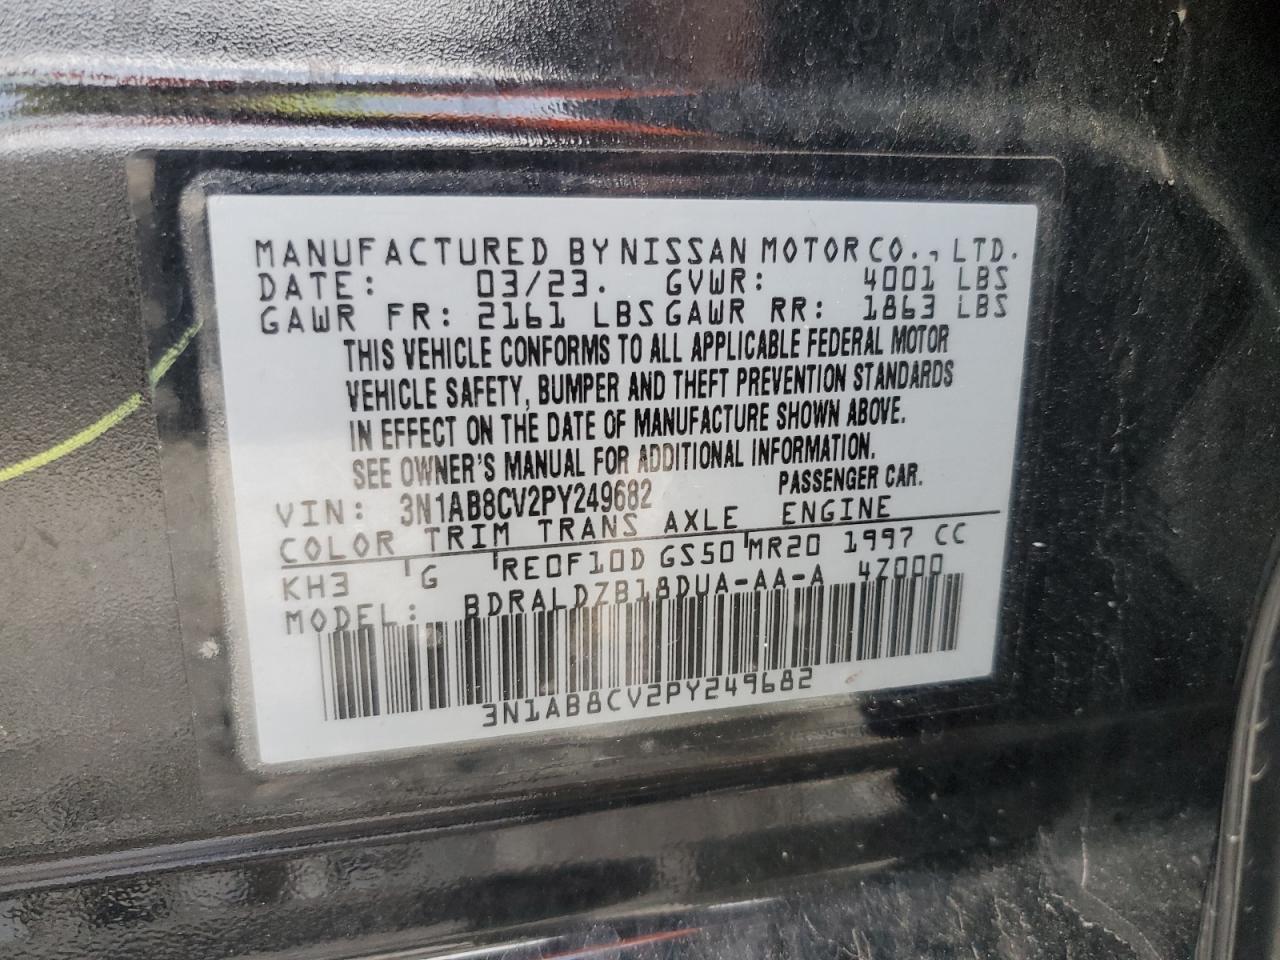 MANUFACTURED BY NISSAN MOTOR CO., LTD.
DATE: 03/23. GVWR: 4001 LBS
GAWR FR: 2161 LBS GAWR RR: 1863 LBS
THIS VEHICLE CONFORMS TO ALL APPLICABLE FEDERAL MOTOR
VEHICLE SAFETY, BUMPER AND THEFT PREVENTION STANDARDS
IN EFFECT ON THE DATE OF MANUFACTURE SHOWN ABOVE.
SEE OWNER'S MANUAL FOR ADDITIONAL INFORMATION.
VIN: 3N1AB8CV2PY249682 PASSENGER CAR.
COLOR TRIM TRANS AXLE ENGINE
KH3 G RE0F10D GS50 MR20 1997 CC
MODEL: BDRALDZB18DUA-AA-A 47000
3N1AB8CV2PY249682